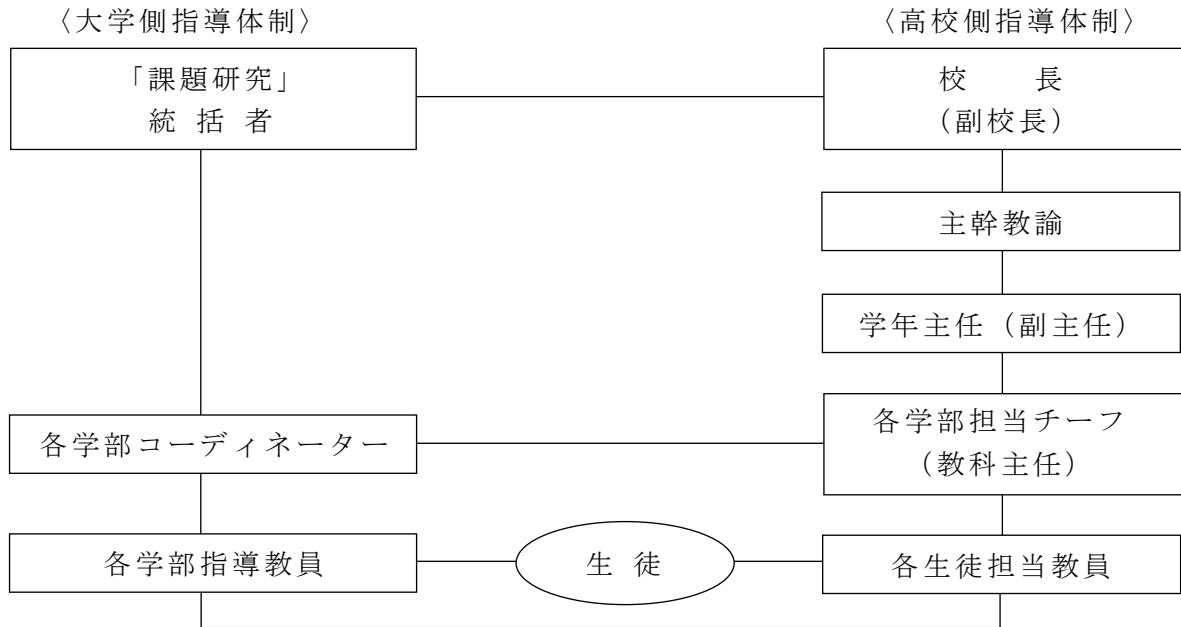 〈大学側指導体制〉
〈高校側指導体制〉
「課題研究」
統括者
校長
(副校長)
主幹教諭
学年主任(副主任)
各学部コーディネーター
各学部担当チーフ
(教科主任)
各学部指導教員
生徒
各生徒担当教員